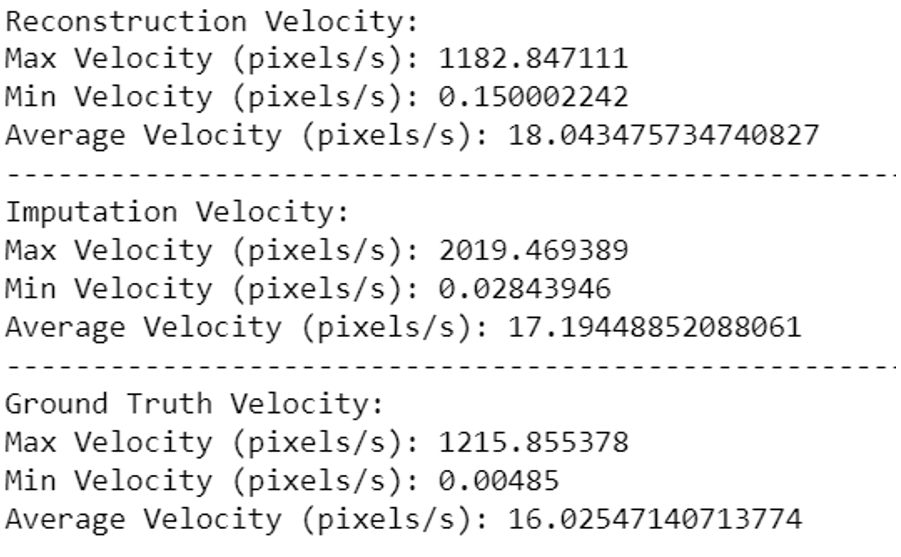 Reconstruction Velocity:
Max Velocity (pixels/s): 1182.847111
Min Velocity (pixels/s): 0.150002242
Average Velocity (pixels/s): 18.043475734740827
----------------------------------------------------
Imputation Velocity:
Max Velocity (pixels/s): 2019.469389
Min Velocity (pixels/s): 0.02843946
Average Velocity (pixels/s): 17.19448852088061
----------------------------------------------------
Ground Truth Velocity:
Max Velocity (pixels/s): 1215.855378
Min Velocity (pixels/s): 0.00485
Average Velocity (pixels/s): 16.02547140713774